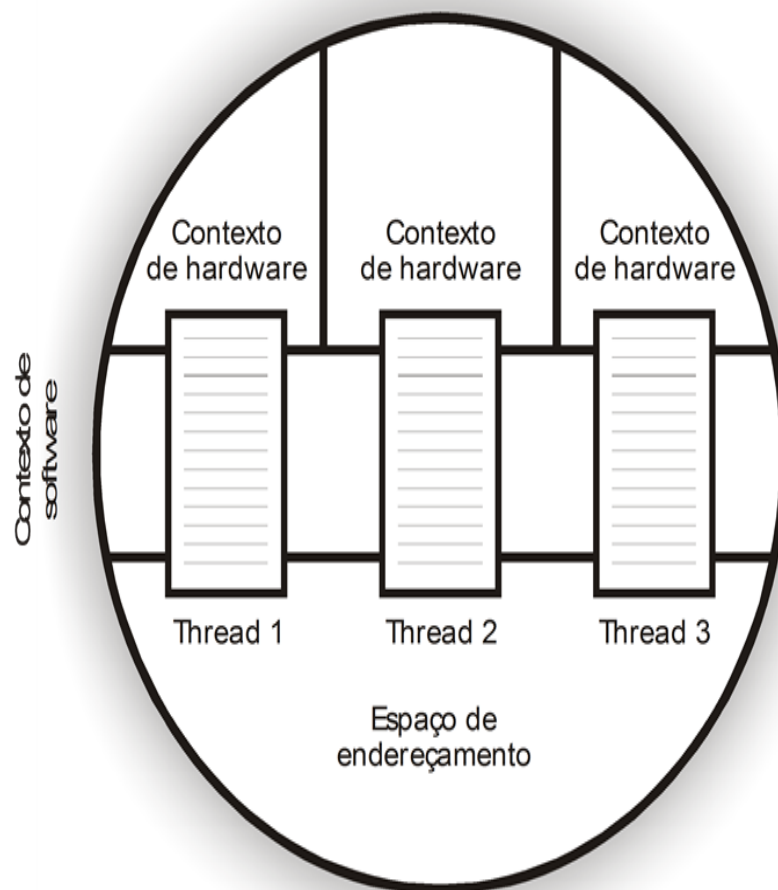 Contexto
de hardware
Contexto
de hardware
Contexto
de hardware
Contexto de
software
Thread 1
Thread 2
Thread 3
Espaço de
endereçamento